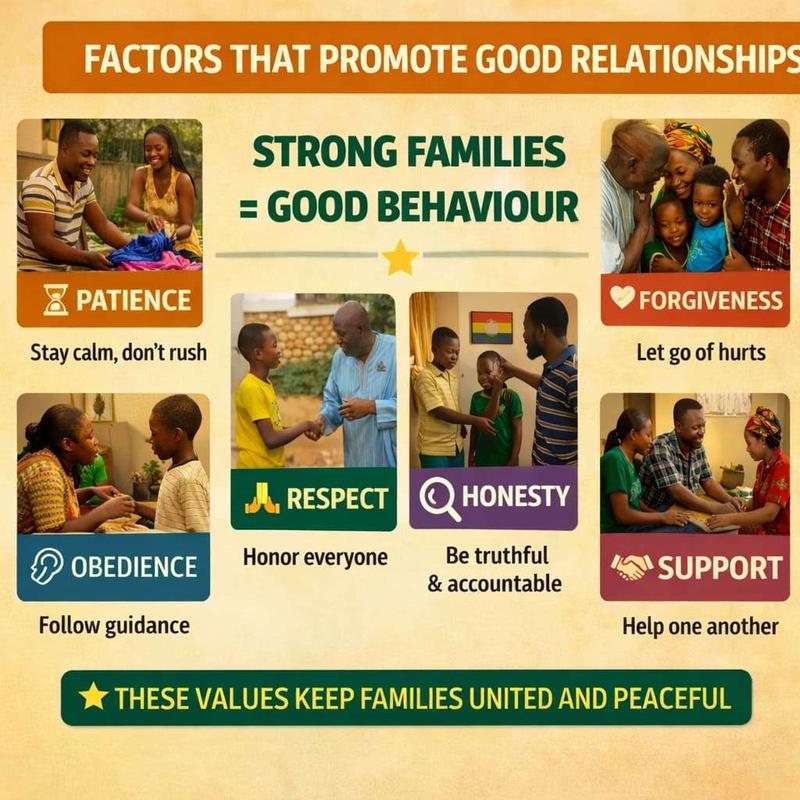 FACTORS THAT PROMOTE GOOD RELATIONSHIPS
STRONG FAMILIES
= GOOD BEHAVIOUR
PATIENCE
Stay calm, don't rush
FORGIVENESS
Let go of hurts
RESPECT
Honor everyone
HONESTY
Be truthful
& accountable
OBEDIENCE
Follow guidance
SUPPORT
Help one another
THESE VALUES KEEP FAMILIES UNITED AND PEACEFUL